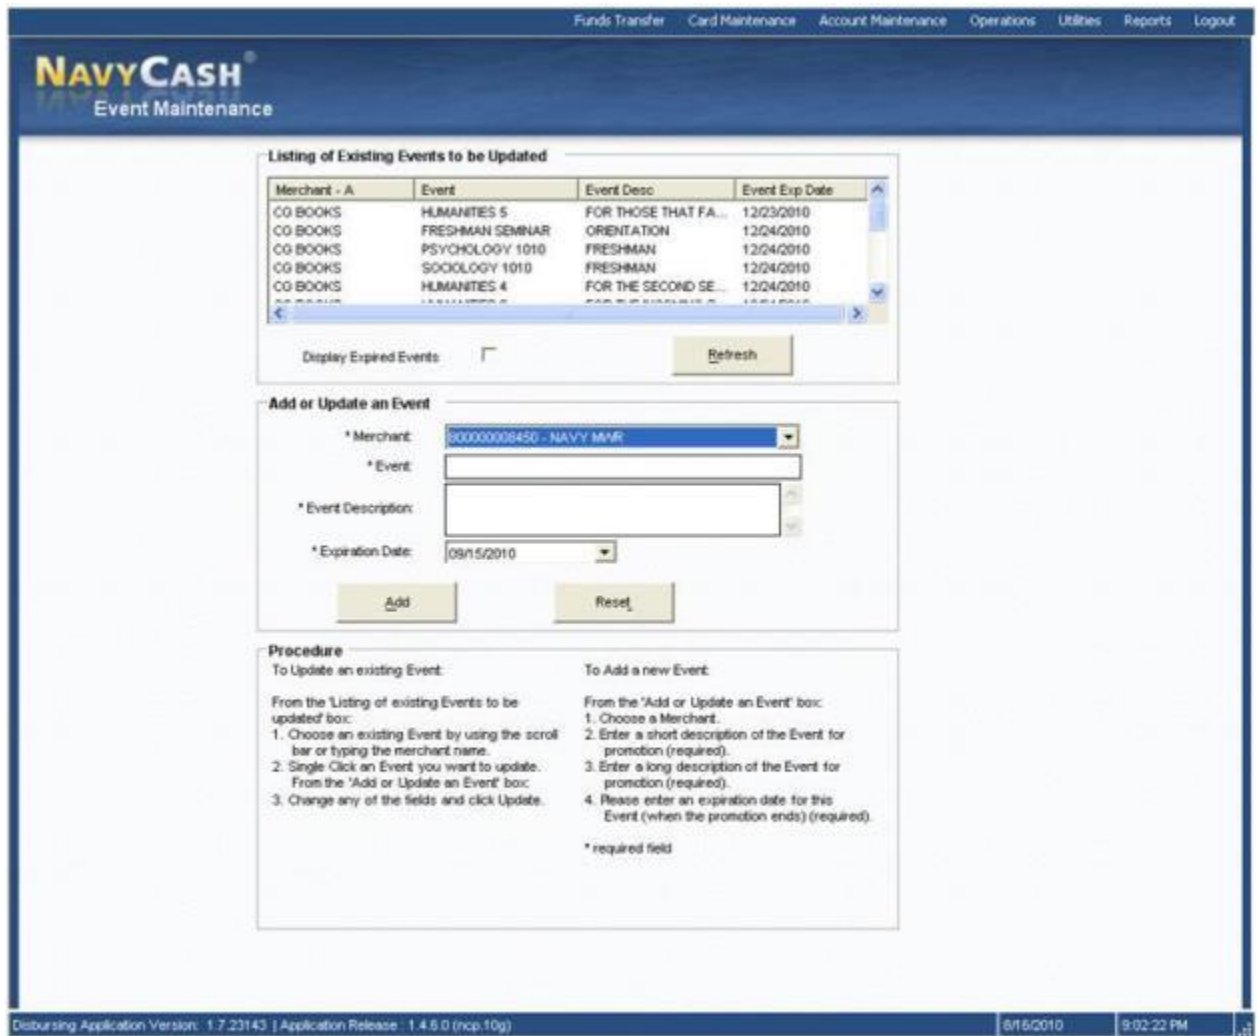 Funds Transfer Card Maintenance Account Maintenance Operations Utilities Reports Logout
NAVYCASH®
Event Maintenance
Listing of Existing Events to be Updated
Merchant - A Event Event Desc Event Exp Date
CG BOOKS HUMANITIES 5 FOR THOSE THAT FA... 12/23/2010
CG BOOKS FRESHMAN SEMINAR ORIENTATION 12/24/2010
CG BOOKS PSYCHOLOGY 1010 FRESHMAN 12/24/2010
CG BOOKS SOCIOLOGY 1010 FRESHMAN 12/24/2010
CG BOOKS HUMANITIES 4 FOR THE SECOND SE... 12/24/2010
Display Expired Events Refresh
Add or Update an Event
* Merchant: 800000008450 - NAVY MWR
* Event:
* Event Description:
* Expiration Date: 09/15/2010
Add Reset
Procedure
To Update an existing Event:
From the 'Listing of existing Events to be
updated' box:
1. Choose an existing Event by using the scroll
bar or typing the merchant name.
2. Single Click an Event you want to update.
From the 'Add or Update an Event' box:
3. Change any of the fields and click Update.
To Add a new Event:
From the 'Add or Update an Event' box:
1. Choose a Merchant.
2. Enter a short description of the Event for
promotion (required).
3. Enter a long description of the Event for
promotion (required).
4. Please enter an expiration date for this
Event (when the promotion ends) (required).
* required field
Disbursing Application Version: 1.7.23143 | Application Release : 1.4.6.0 (ncp.10g) 8/16/2010 9:02:22 PM